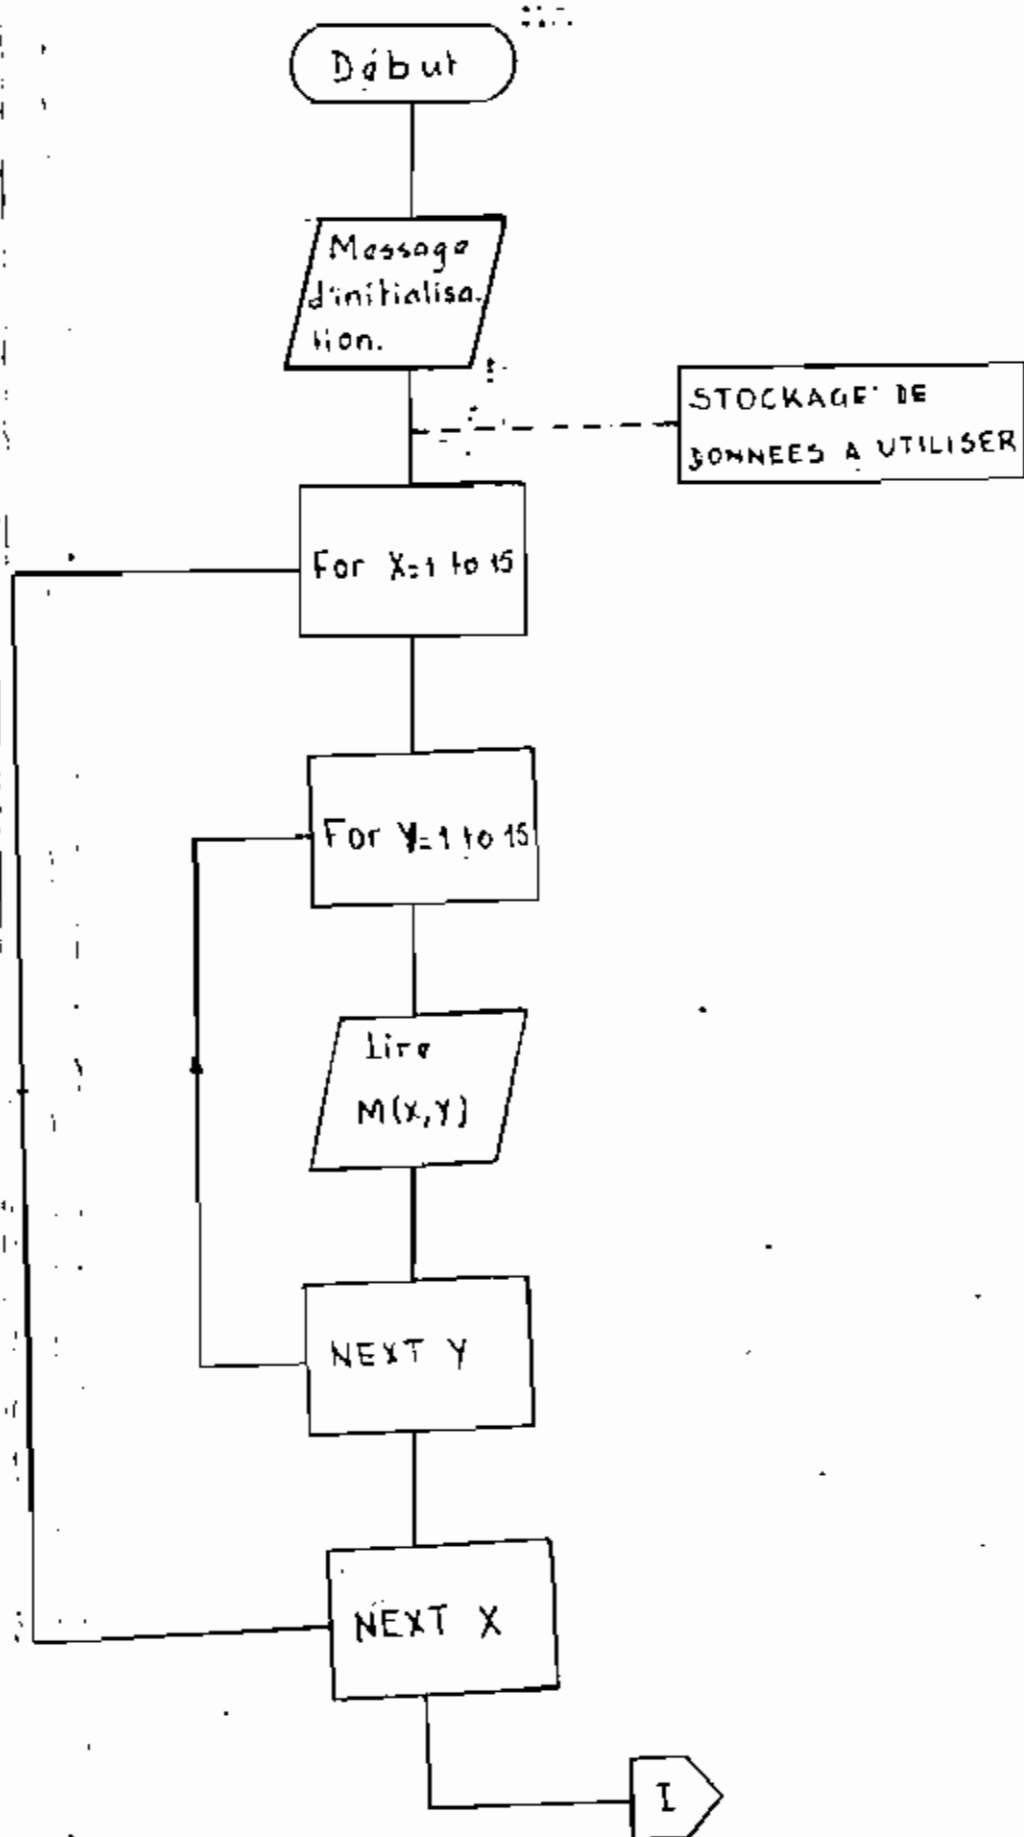 Début
Message
d'initialisa-
tion.
STOCKAGE DE
DONNEES A UTILISER
For X=1 to 15
For Y=1 to 15
Lire
M(X,Y)
NEXT Y
NEXT X
I